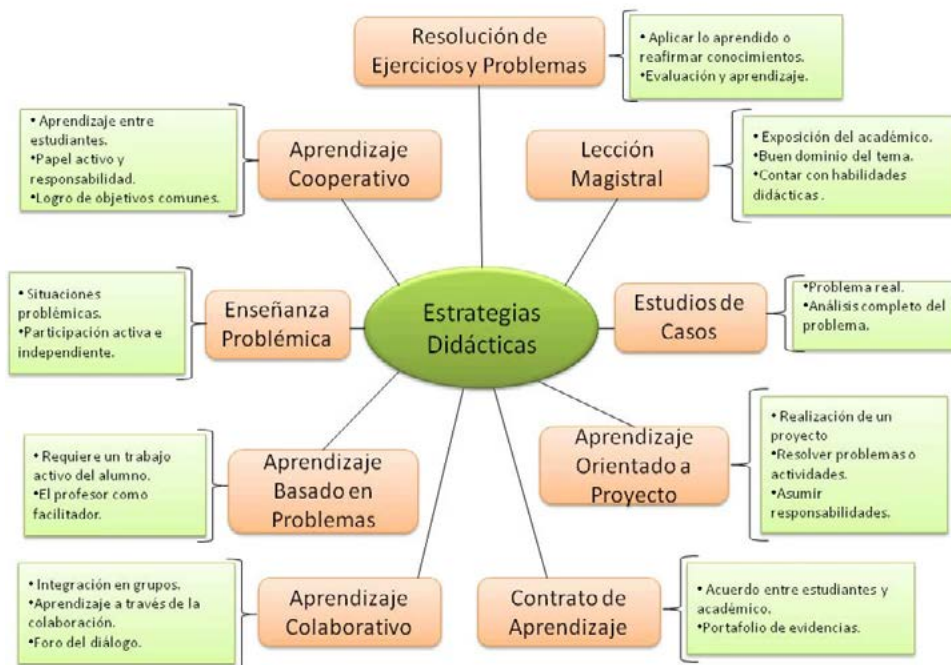 Resolución de
Ejercicios y Problemas
• Aplicar lo aprendido o
reafirmar conocimientos.
•Evaluación y aprendizaje.
• Aprendizaje entre
estudiantes.
• Papel activo y
responsabilidad.
•Logro de objetivos comunes.
Aprendizaje
Cooperativo
Lección
Magistral
• Exposición del académico.
•Buen dominio del tema.
•Contar con habilidades
didácticas .
• Situaciones
problémicas.
•Participación activa e
independiente.
Enseñanza
Problémica
Estrategias
Didácticas
Estudios de
Casos
•Problema real.
• Análisis completo del
problema.
• Requiere un trabajo
activo del alumno.
•El profesor como
facilitador.
Aprendizaje
Basado en
Problemas
Aprendizaje
Orientado a
Proyecto
• Realización de un
proyecto
• Resolver problemas o
actividades.
• Asumir
responsabilidades.
• Integración en grupos.
•Aprendizaje a través de la
colaboración.
•Foro del diálogo.
Aprendizaje
Colaborativo
Contrato de
Aprendizaje
• Acuerdo entre estudiantes y
académico.
• Portafolio de evidencias.